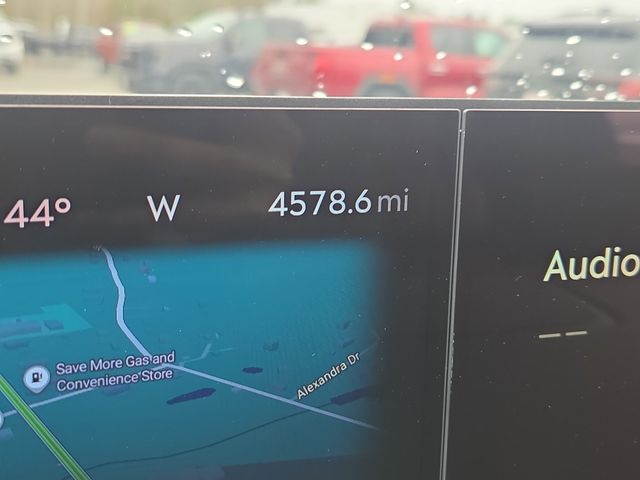 44° W 4578.6 mi
Audio
-- 
Save More Gas and
Convenience Store
Alexandra Dr